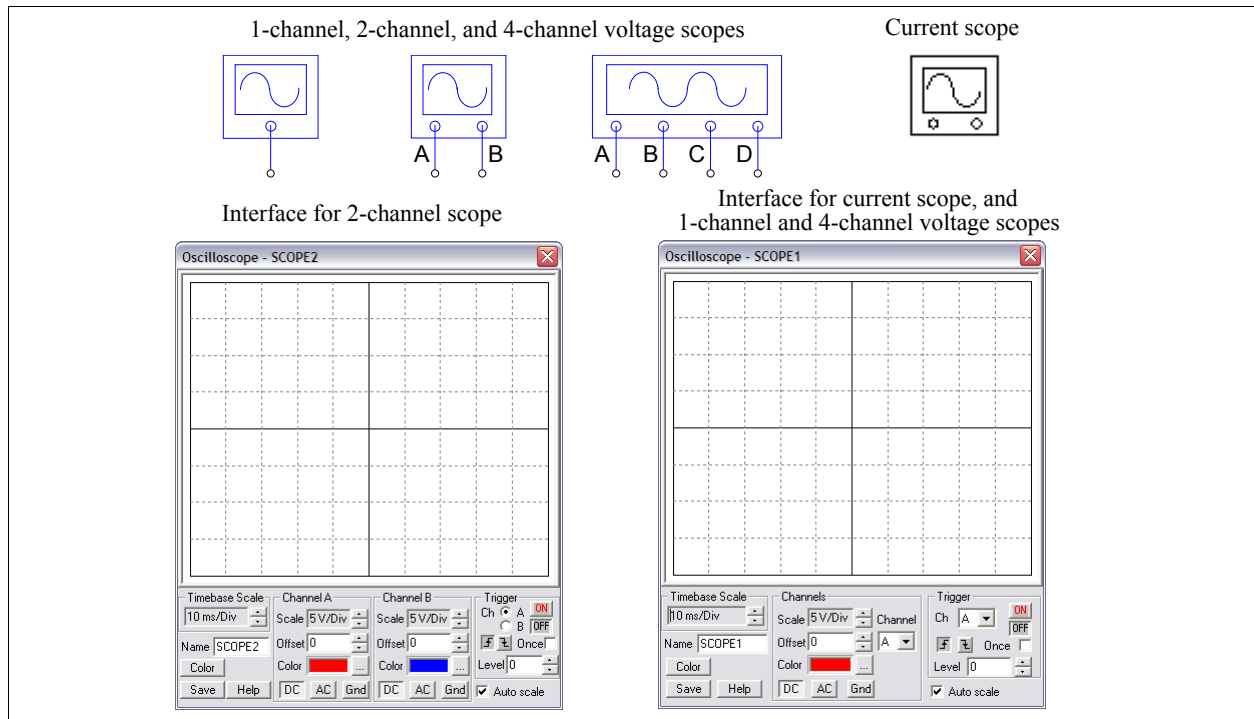 1-channel, 2-channel, and 4-channel voltage scopes
Current scope
A B
A B C D
Interface for 2-channel scope
Interface for current scope, and
1-channel and 4-channel voltage scopes
Oscilloscope - SCOPE2
Timebase Scale
10 ms/Div
Name SCOPE2
Color
Save Help
Channel A
Scale 5V/Div
Offset 0
Color ...
DC AC Gnd
Channel B
Scale 5V/Div
Offset 0
Color ...
DC AC Gnd
Trigger
Ch A ON
B OFF
Once
Level 0
Auto scale
Oscilloscope - SCOPE1
Timebase Scale
10 ms/Div
Name SCOPE1
Color
Save Help
Channels
Scale 5V/Div Channel
Offset 0 A
Color ...
DC AC Gnd
Trigger
Ch A ON
OFF
Once
Level 0
Auto scale